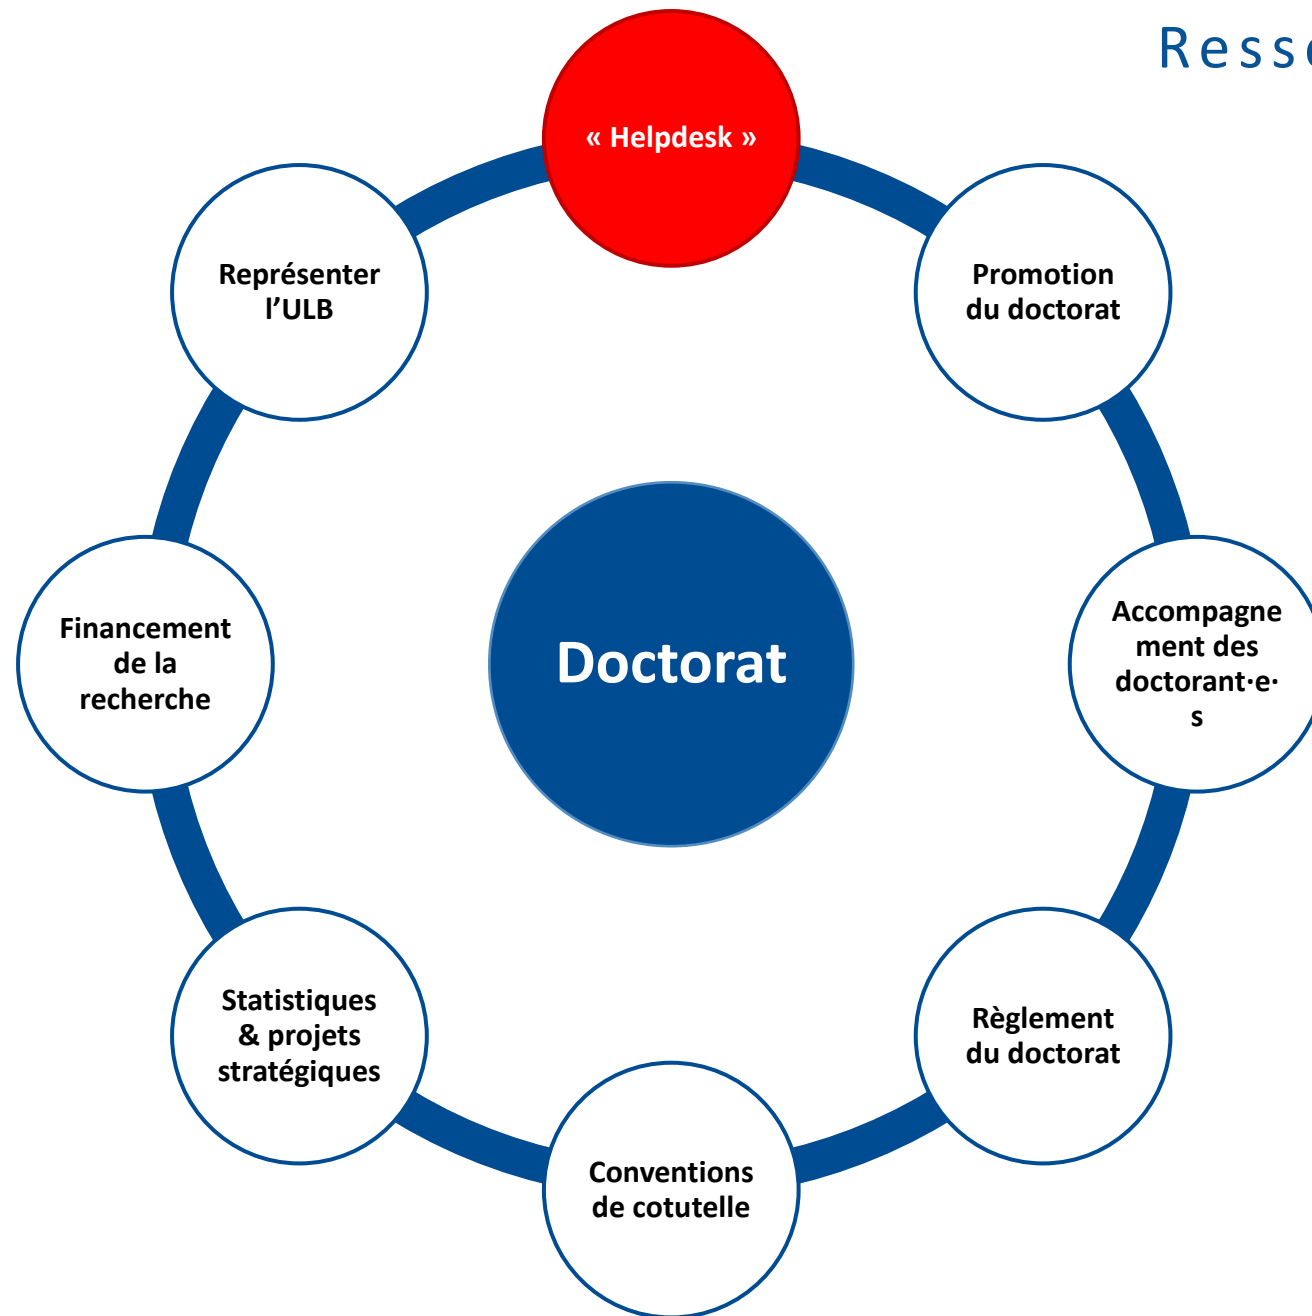 Resso
« Helpdesk »
Promotion
du doctorat
Accompagne
ment des
doctorant·e·
s
Règlement
du doctorat
Conventions
de cotutelle
Statistiques
& projets
stratégiques
Financement
de la
recherche
Représenter
l’ULB
Doctorat